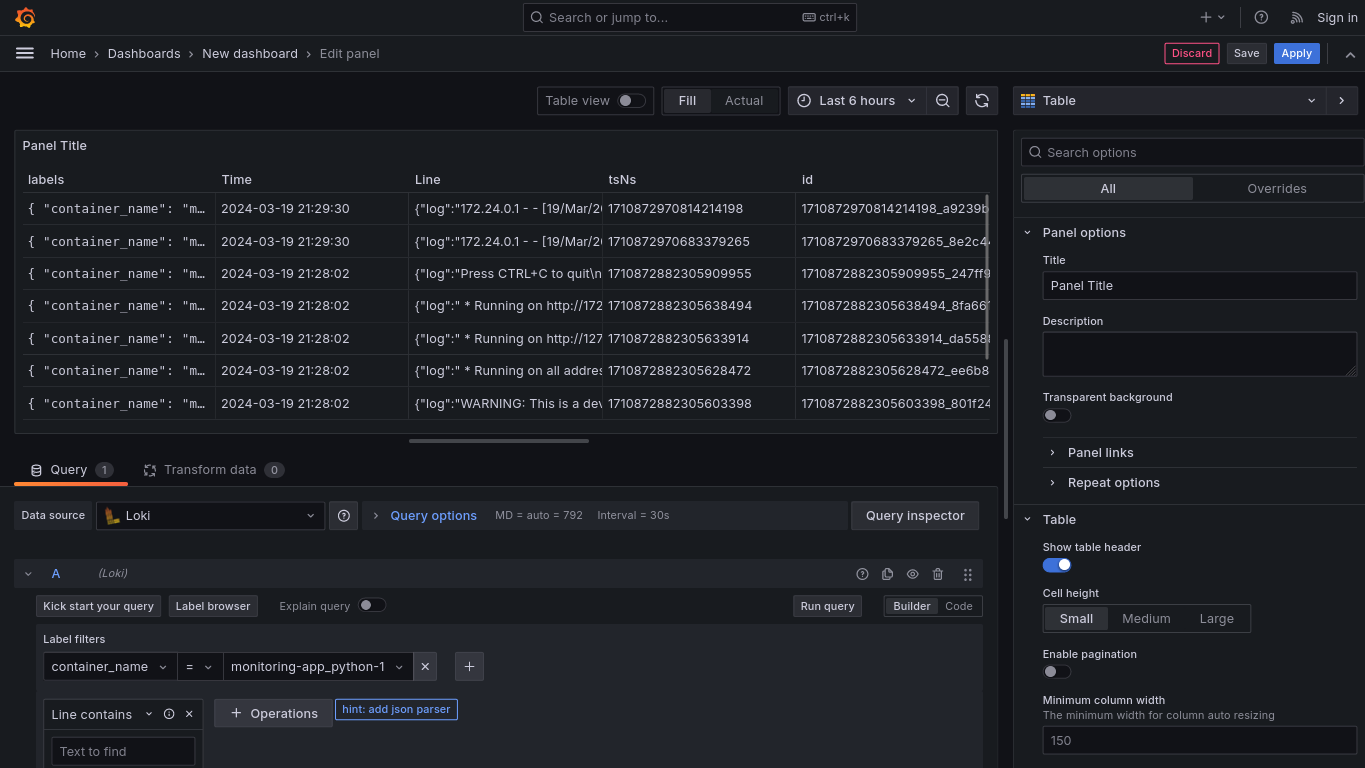 Search or jump to... ctrl+k Sign in
Home › Dashboards › New dashboard › Edit panel Discard Save Apply
Table view Fill Actual Last 6 hours Table
Panel Title
labels Time Line tsNs id
{ "container_name": "m… 2024-03-19 21:29:30 {"log":"172.24.0.1 - - [19/Mar/20 1710872970814214198 1710872970814214198_a9239b
{ "container_name": "m… 2024-03-19 21:29:30 {"log":"172.24.0.1 - - [19/Mar/20 1710872970683379265 1710872970683379265_8e2c4
{ "container_name": "m… 2024-03-19 21:28:02 {"log":"Press CTRL+C to quit\n 1710872882305909955 1710872882305909955_247ff9
{ "container_name": "m… 2024-03-19 21:28:02 {"log":" * Running on http://172 1710872882305638494 1710872882305638494_8fa66
{ "container_name": "m… 2024-03-19 21:28:02 {"log":" * Running on http://127 1710872882305633914 1710872882305633914_da558
{ "container_name": "m… 2024-03-19 21:28:02 {"log":" * Running on all addres 1710872882305628472 1710872882305628472_ee6b8
{ "container_name": "m… 2024-03-19 21:28:02 {"log":"WARNING: This is a dev 1710872882305603398 1710872882305603398_801f24
Query 1 Transform data 0
Data source Loki Query options MD = auto = 792 Interval = 30s Query inspector
A (Loki)
Kick start your query Label browser Explain query Run query Builder Code
Label filters
container_name = monitoring-app_python-1
Line contains + Operations hint: add json parser
Text to find
Search options
All Overrides
Panel options
Title
Panel Title
Description
Transparent background
Panel links
Repeat options
Table
Show table header
Cell height
Small Medium Large
Enable pagination
Minimum column width
The minimum width for column auto resizing
150